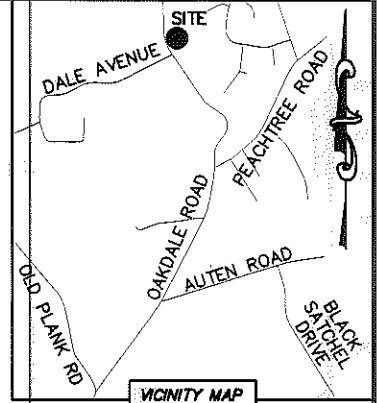 SITE
DALE AVENUE
PEACHTREE ROAD
OAKDALE ROAD
AUTEN ROAD
OLD PLANK RD
BLACK
SATCHEL
DRIVE
VICINITY MAP